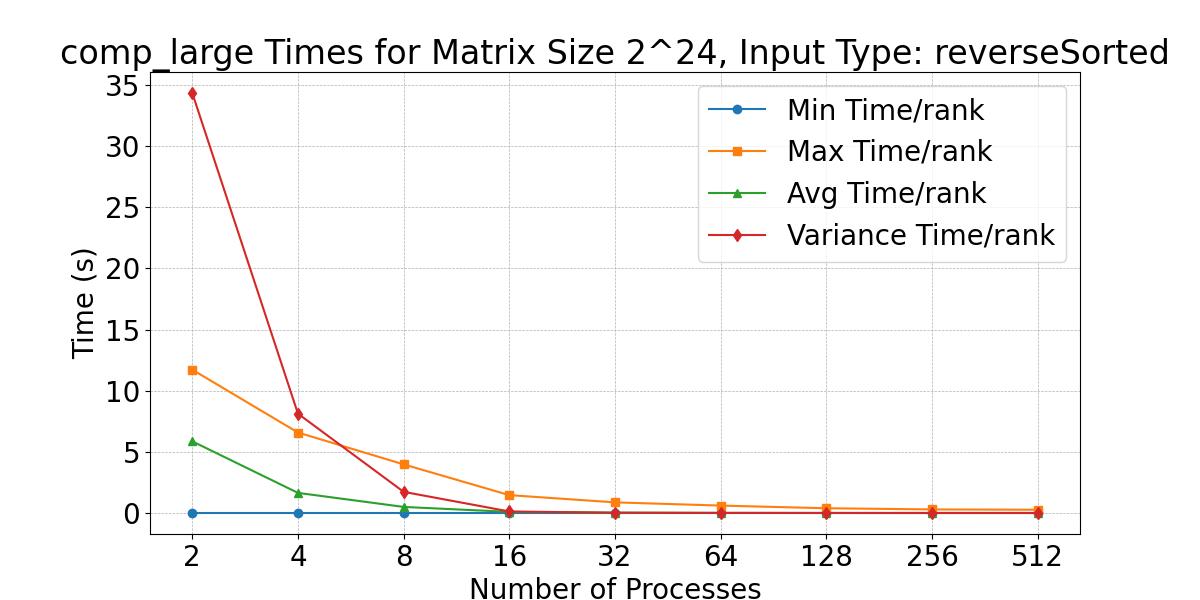 comp_large Times for Matrix Size 2^24, Input Type: reverseSorted
35
30
25
20
15
10
5
0
Time (s)
Min Time/rank
Max Time/rank
Avg Time/rank
Variance Time/rank
2 4 8 16 32 64 128 256 512
Number of Processes